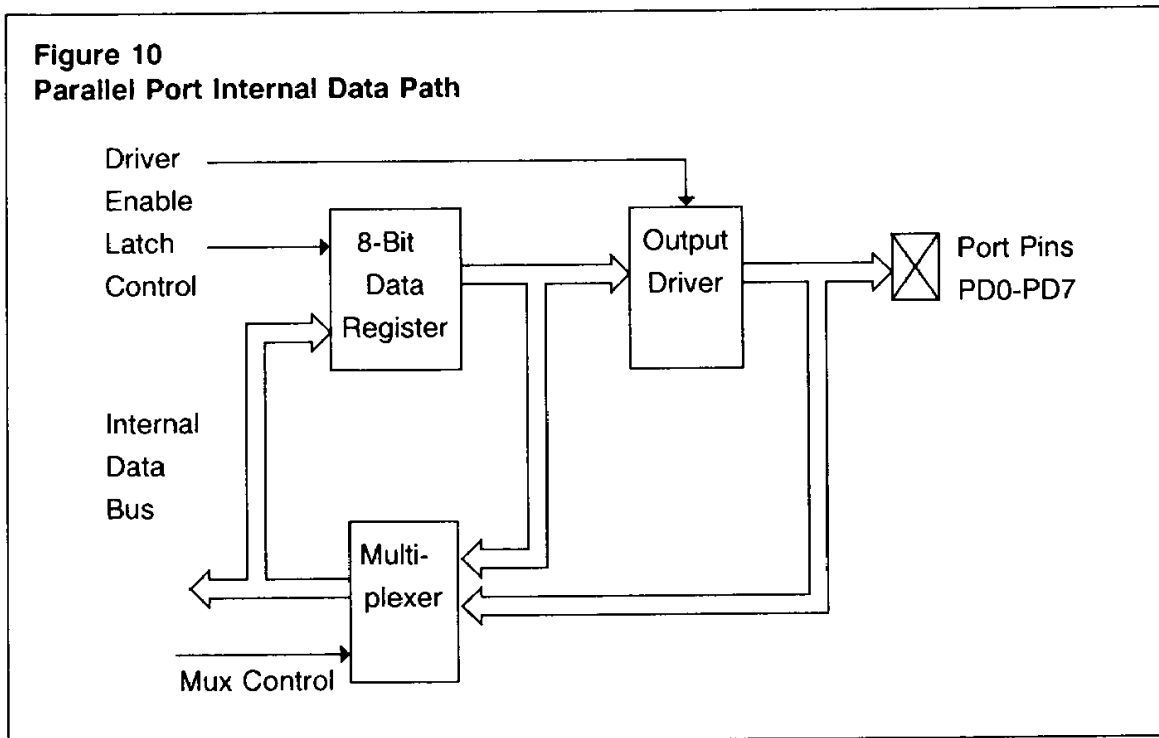 Figure 10
Parallel Port Internal Data Path
Driver
Enable
Latch
Control
8-Bit
Data
Register
Output
Driver
Port Pins
PD0-PD7
Internal
Data
Bus
Multi-
plexer
Mux Control